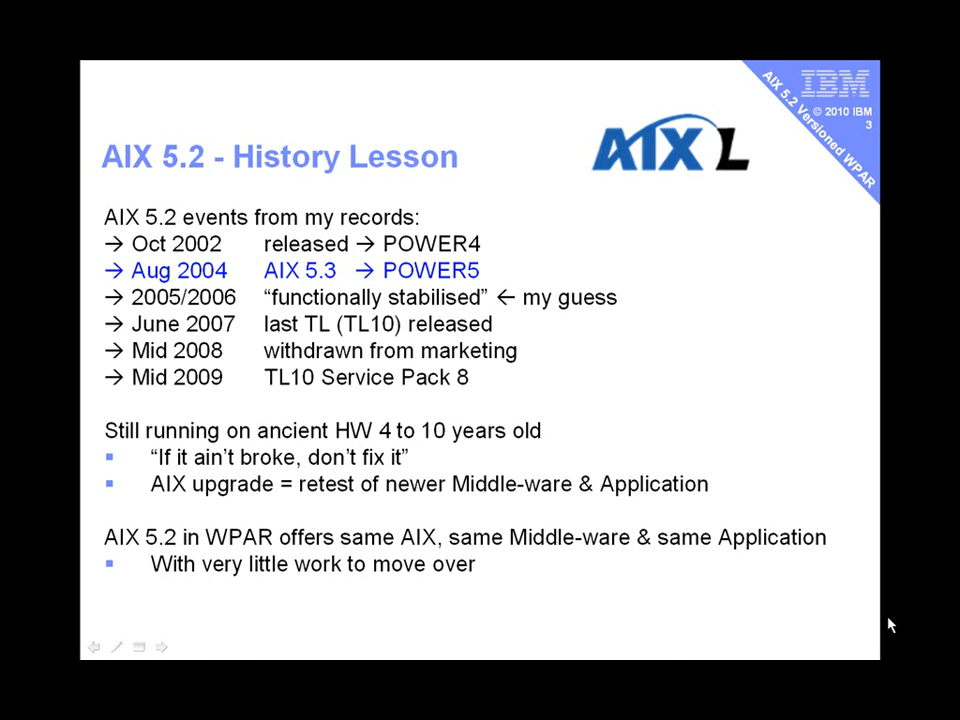 AIX 5.2 Versioned WPAR
IBM
© 2010 IBM
3
AIX L
AIX 5.2 - History Lesson
AIX 5.2 events from my records:
→ Oct 2002 released → POWER4
→ Aug 2004 AIX 5.3 → POWER5
→ 2005/2006 “functionally stabilised” ← my guess
→ June 2007 last TL (TL10) released
→ Mid 2008 withdrawn from marketing
→ Mid 2009 TL10 Service Pack 8
Still running on ancient HW 4 to 10 years old
▪ “If it ain’t broke, don’t fix it”
▪ AIX upgrade = retest of newer Middle-ware & Application
AIX 5.2 in WPAR offers same AIX, same Middle-ware & same Application
▪ With very little work to move over